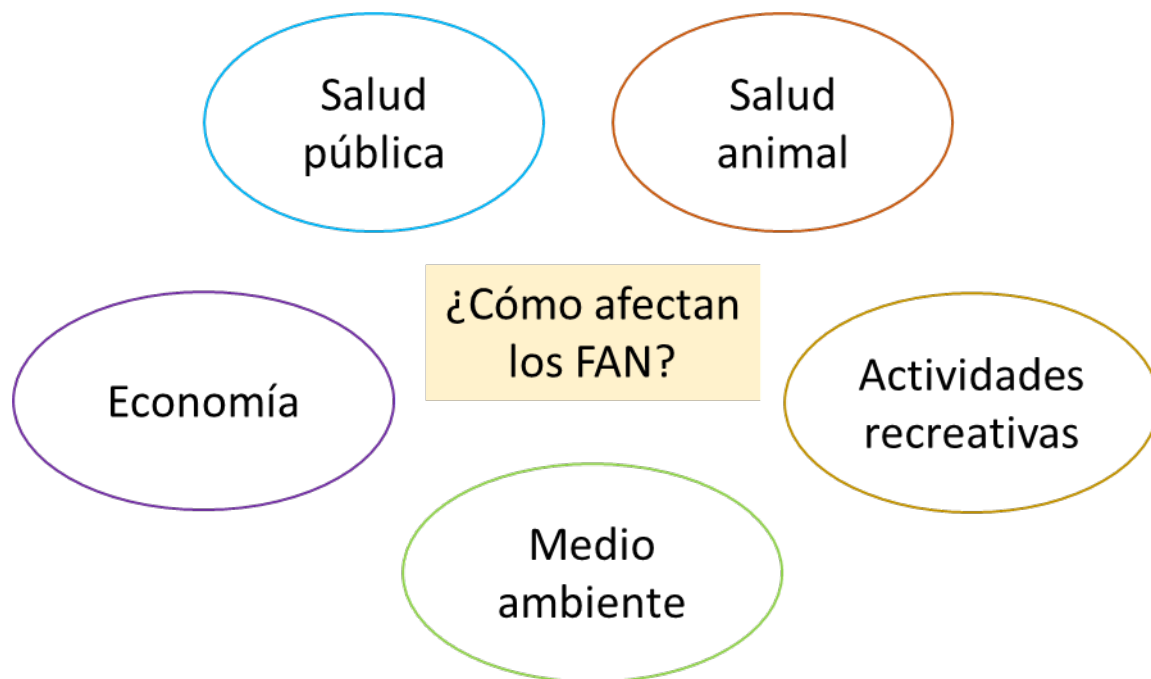 Salud
pública
Salud
animal
¿Cómo afectan
los FAN?
Economía
Actividades
recreativas
Medio
ambiente